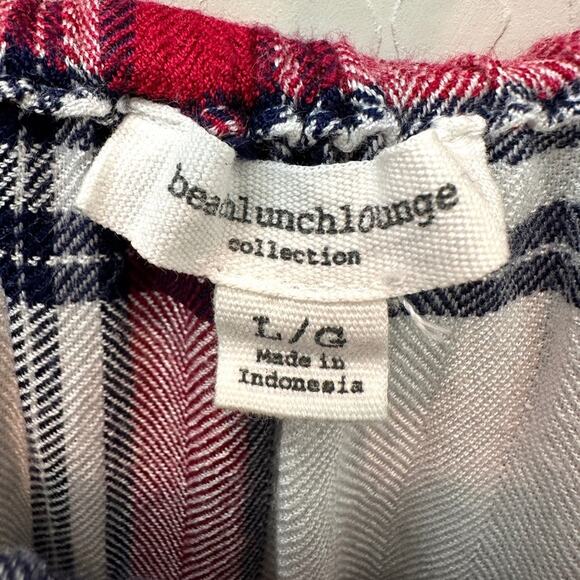 beachlunchlounge
collection
L/G
Made in
Indonesia